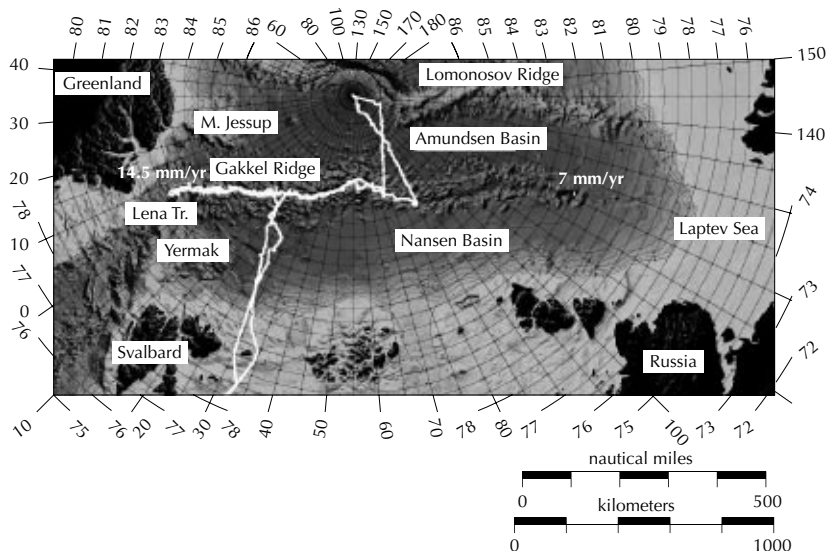 80 81 82 83 84 85 86 60 80 100 130 150 170 180 86 85 84 83 82 81 80 79 78 77 76
40 150
Greenland
Lomonosov Ridge
30
M. Jessup
140
Amundsen Basin
14.5 mm/yr
Gakkel Ridge
7 mm/yr
20
74
78
Lena Tr.
Laptev Sea
10
Yermak
Nansen Basin
77
73
0
76
Svalbard
Russia
72
10 75 76 20 77 30 78 40 50 60 70 78 80 77 76 75 100 73 72
nautical miles
0 500
kilometers
0 1000